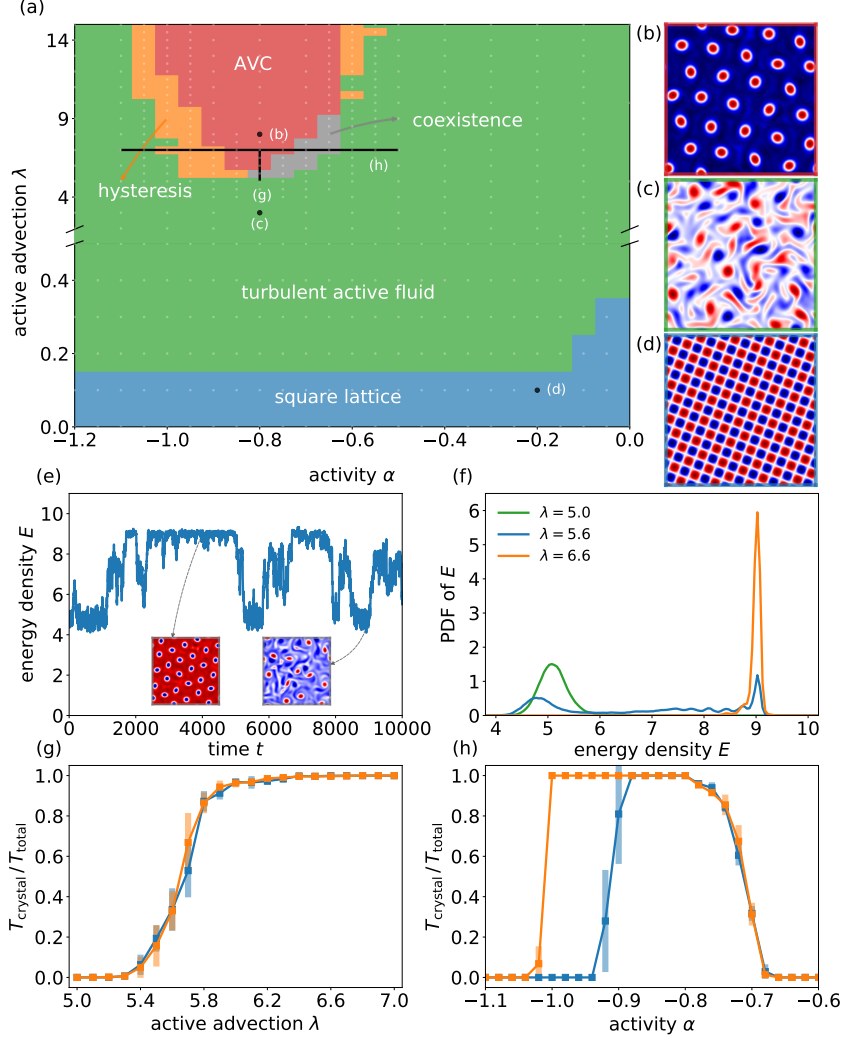 (a)
14
9
4
0.4
0.2
0.0
active advection λ
AVC
(b)
coexistence
(h)
hysteresis
(g)
(c)
turbulent active fluid
square lattice
(d)
−1.2
−1.0
−0.8
−0.6
−0.4
−0.2
0.0
activity α
(b)
(c)
(d)
(e)
energy density E
10
8
6
4
2
0
0
2000
4000
6000
8000
10000
time t
(f)
PDF of E
6
5
4
3
2
1
0
λ = 5.0
λ = 5.6
λ = 6.6
4
5
6
7
8
9
10
energy density E
(g)
T_crystal / T_total
1.0
0.8
0.6
0.4
0.2
0.0
5.0
5.4
5.8
6.2
6.6
7.0
active advection λ
(h)
T_crystal / T_total
1.0
0.8
0.6
0.4
0.2
0.0
−1.1
−1.0
−0.9
−0.8
−0.7
−0.6
activity α